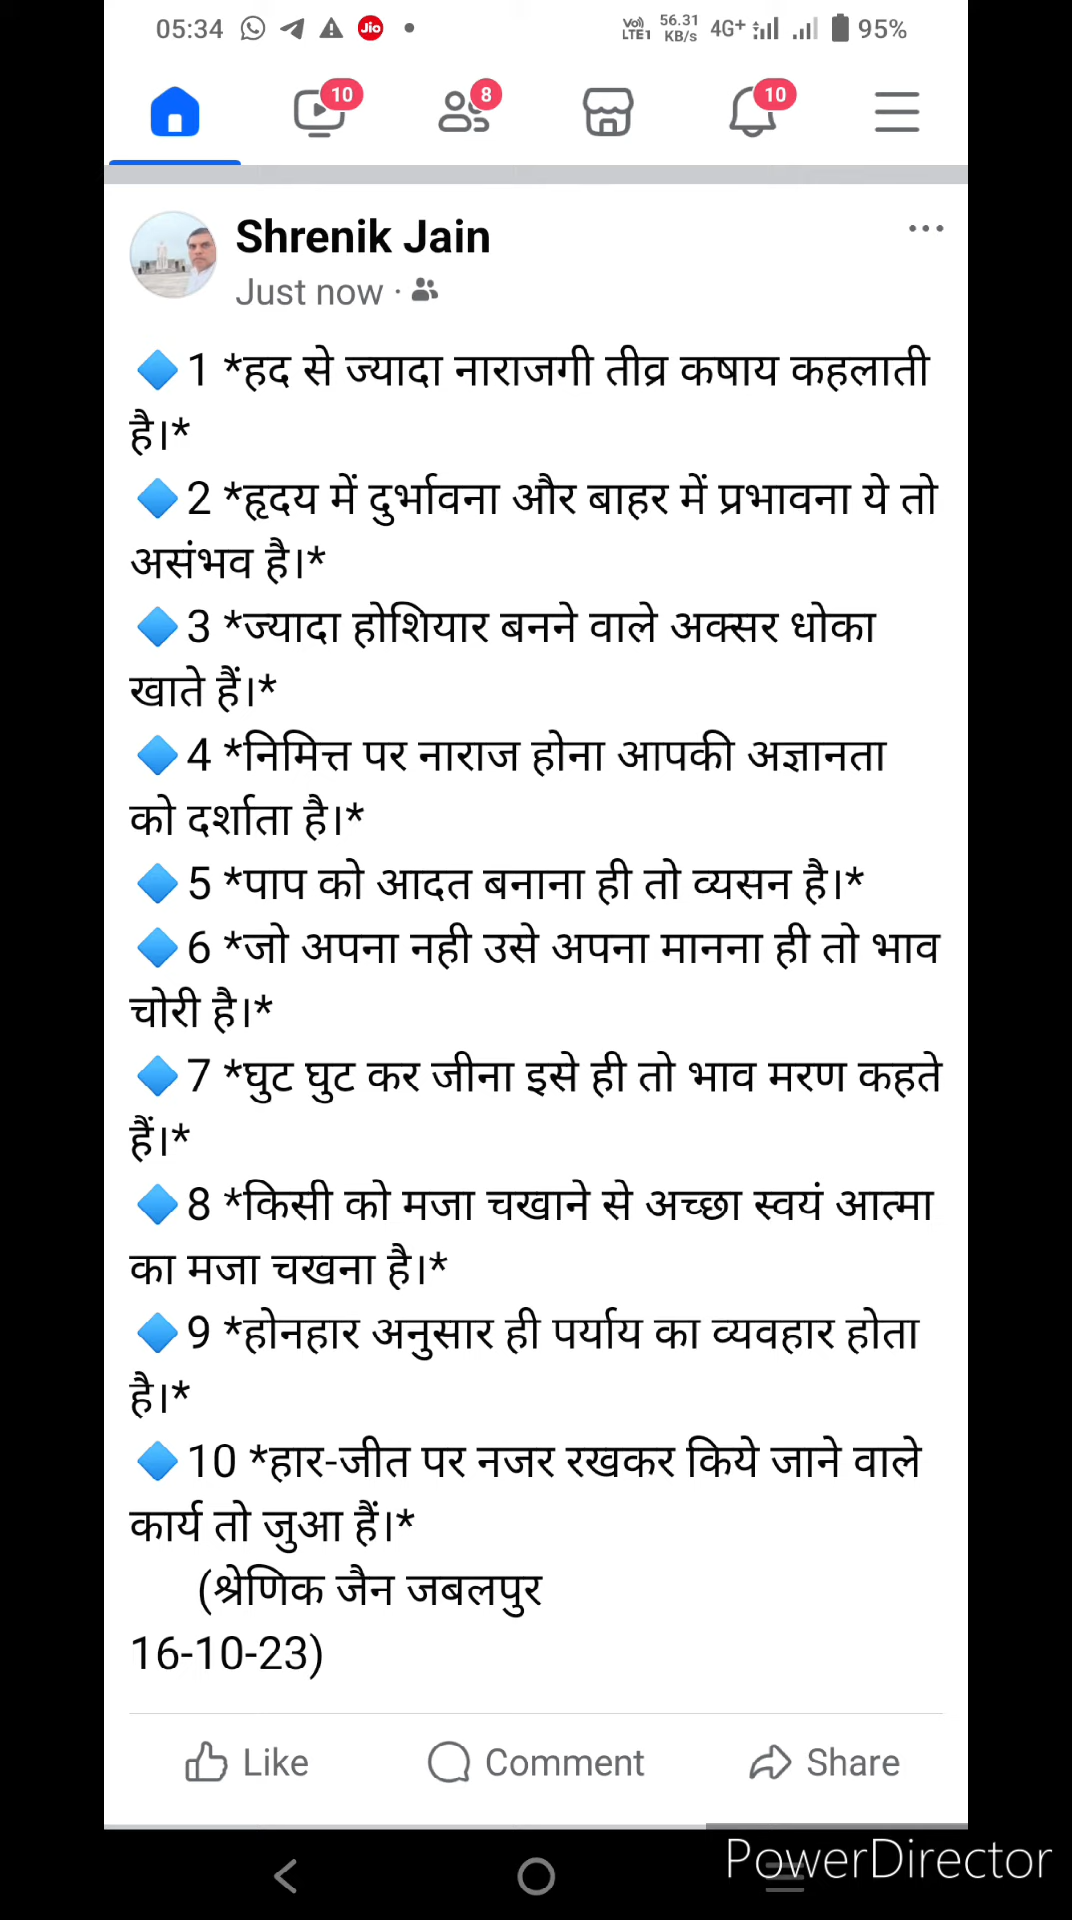 05:34 Jio Vo) LTE1 56.31 KB/s 4G+ 95%
10 8 10
Shrenik Jain
Just now ·
🔷1 *हद से ज्यादा नाराजगी तीव्र कषाय कहलाती
है।*
🔷2 *हृदय में दुर्भावना और बाहर में प्रभावना ये तो
असंभव है।*
🔷3 *ज्यादा होशियार बनने वाले अक्सर धोका
खाते हैं।*
🔷4 *निमित्त पर नाराज होना आपकी अज्ञानता
को दर्शाता है।*
🔷5 *पाप को आदत बनाना ही तो व्यसन है।*
🔷6 *जो अपना नही उसे अपना मानना ही तो भाव
चोरी है।*
🔷7 *घुट घुट कर जीना इसे ही तो भाव मरण कहते
हैं।*
🔷8 *किसी को मजा चखाने से अच्छा स्वयं आत्मा
का मजा चखना है।*
🔷9 *होनहार अनुसार ही पर्याय का व्यवहार होता
है।*
🔷10 *हार-जीत पर नजर रखकर किये जाने वाले
कार्य तो जुआ हैं।*
(श्रेणिक जैन जबलपुर
16-10-23)
Like Comment Share
PowerDirector